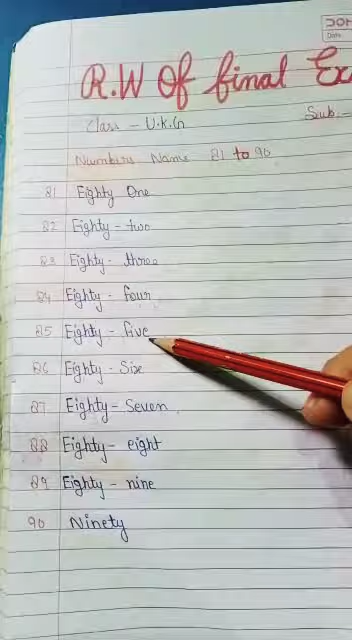 DOM
Date
R.W Of final Ex
Class - U.K.G
Sub:-
Numbers Name 81 to 90
81 Eighty One
82 Eighty - two
83 Eighty - three
84 Eighty - four
85 Eighty - five
86 Eighty - Six
87 Eighty - Seven
88 Eighty - eight
89 Eighty - nine
90 Ninety